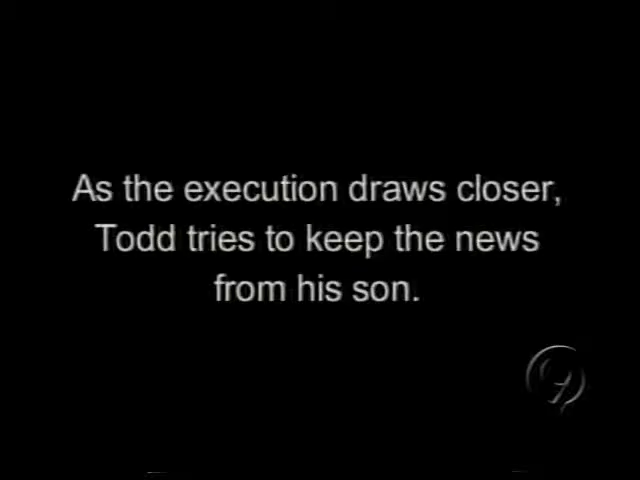 As the execution draws closer,
Todd tries to keep the news
from his son.